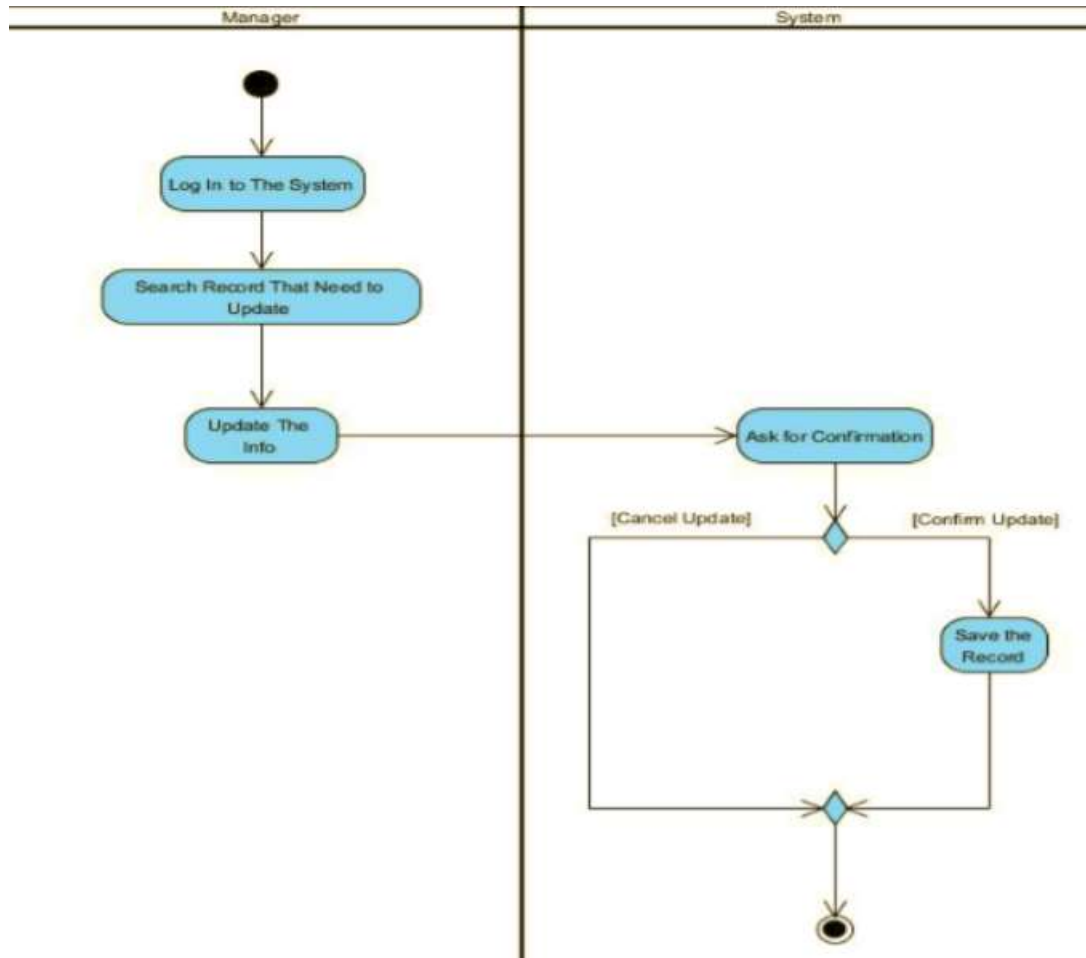 Manager
System
Log In to The System
Search Record That Need to
Update
Update The
Info
Ask for Confirmation
[Cancel Update]
[Confirm Update]
Save the
Record